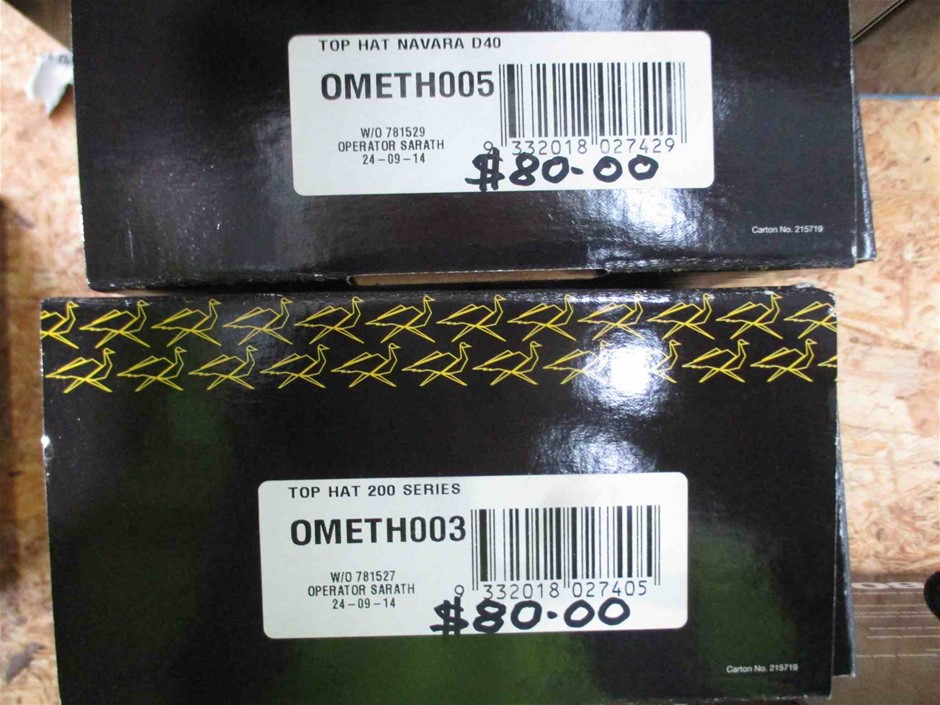 TOP HAT NAVARA D40
OMETH005
W/O 781529
OPERATOR SARATH
24-09-14
9 332018 027429
$80.00
Carton No. 215719
TOP HAT 200 SERIES
OMETH003
W/O 781527
OPERATOR SARATH
24-09-14
9 332018 027405
$80.00
Carton No. 215719